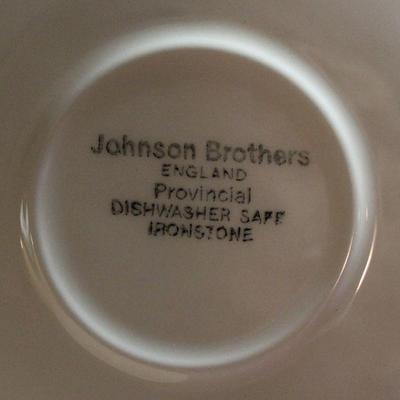 Johnson Brothers
ENGLAND
Provincial
DISHWASHER SAFE
IRONSTONE